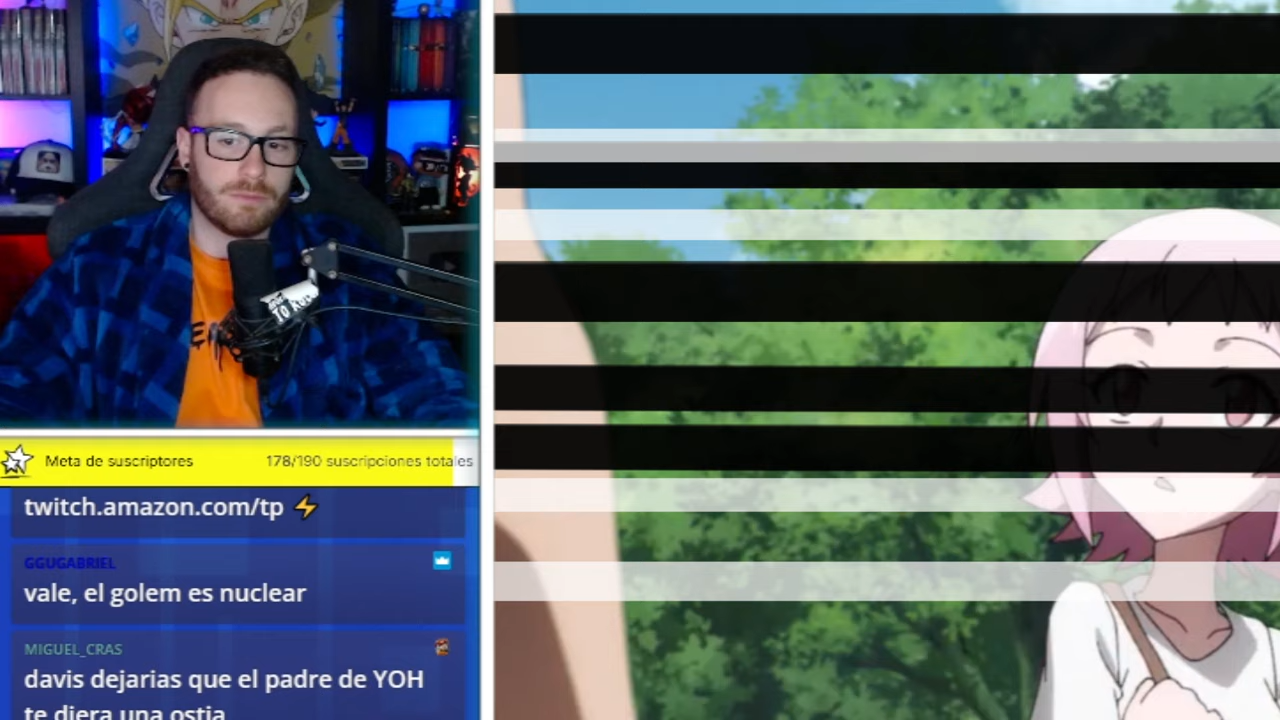 Meta de suscriptores 178/190 suscripciones totales
twitch.amazon.com/tp ⚡
GGUGABRIEL
vale, el golem es nuclear
MIGUEL_CRAS
davis dejarias que el padre de YOH
te diera una ostia